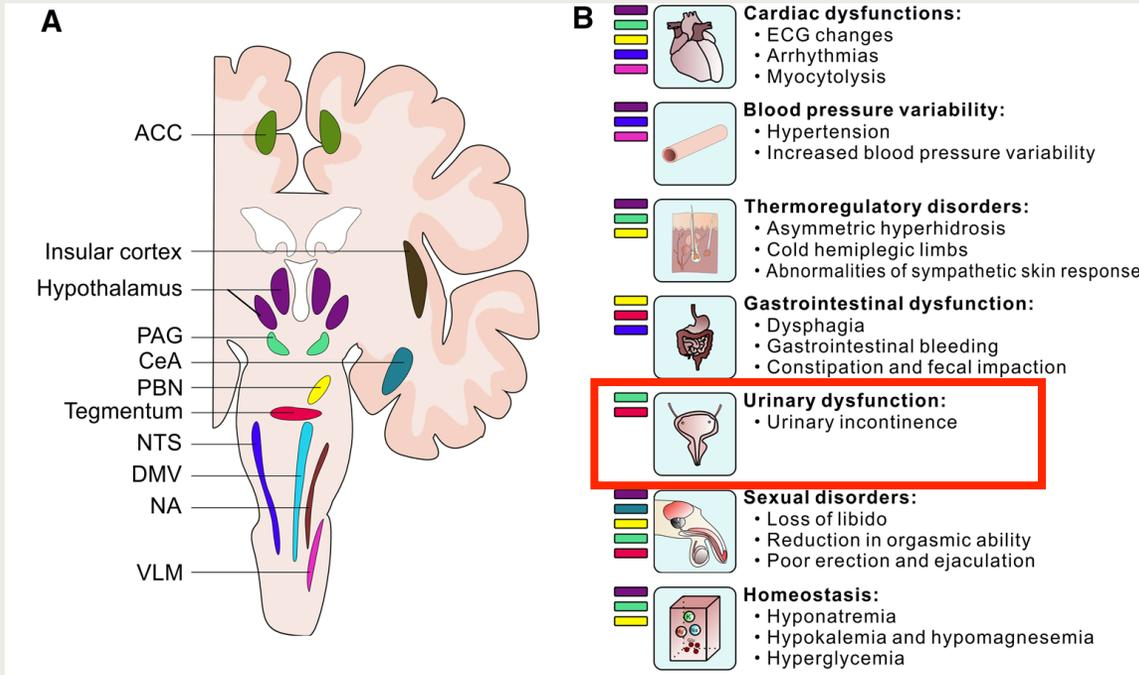 A
ACC
Insular cortex
Hypothalamus
PAG
CeA
PBN
Tegmentum
NTS
DMV
NA
VLM
B
Cardiac dysfunctions:
• ECG changes
• Arrhythmias
• Myocytolysis
Blood pressure variability:
• Hypertension
• Increased blood pressure variability
Thermoregulatory disorders:
• Asymmetric hyperhidrosis
• Cold hemiplegic limbs
• Abnormalities of sympathetic skin response
Gastrointestinal dysfunction:
• Dysphagia
• Gastrointestinal bleeding
• Constipation and fecal impaction
Urinary dysfunction:
• Urinary incontinence
Sexual disorders:
• Loss of libido
• Reduction in orgasmic ability
• Poor erection and ejaculation
Homeostasis:
• Hyponatremia
• Hypokalemia and hypomagnesemia
• Hyperglycemia